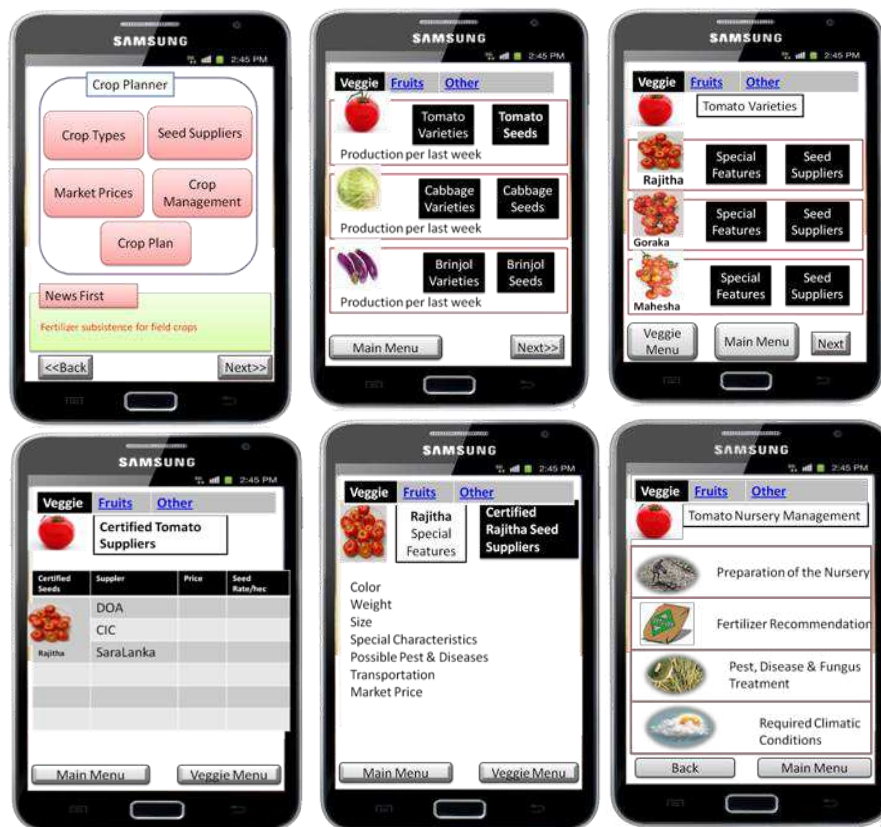 SAMSUNG
2:45 PM
Crop Planner
Crop Types
Seed Suppliers
Market Prices
Crop
Management
Crop Plan
News First
Fertilizer subsistence for field crops
<<Back
Next>>
SAMSUNG
2:45 PM
Veggie Fruits Other
Tomato
Varieties
Tomato
Seeds
Production per last week
Cabbage
Varieties
Cabbage
Seeds
Production per last week
Brinjol
Varieties
Brinjol
Seeds
Production per last week
Main Menu
Next>>
SAMSUNG
2:45 PM
Veggie Fruits Other
Tomato Varieties
Rajitha
Special
Features
Seed
Suppliers
Goraka
Special
Features
Seed
Suppliers
Mahesha
Special
Features
Seed
Suppliers
Veggie
Menu
Main Menu
Next
SAMSUNG
2:45 PM
Veggie Fruits Other
Certified Tomato
Suppliers
Certified
Seeds
Suppler
Price
Seed
Rate/hec
DOA
CIC
Rajitha
SaraLanka
Main Menu
Veggie Menu
SAMSUNG
2:45 PM
Veggie Fruits Other
Rajitha
Special
Features
Certified
Rajitha Seed
Suppliers
Color
Weight
Size
Special Characteristics
Possible Pest & Diseases
Transportation
Market Price
Main Menu
Veggie Menu
SAMSUNG
2:45 PM
Veggie Fruits Other
Tomato Nursery Management
Preparation of the Nursery
Fertilizer Recommendation
Pest, Disease & Fungus
Treatment
Required Climatic
Conditions
Back
Main Menu